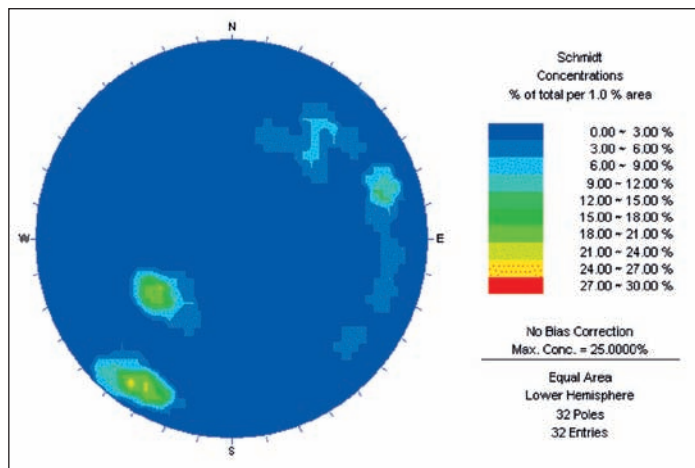 N
W
E
S
Schmidt
Concentrations
% of total per 1.0 % area
0.00 ~ 3.00 %
3.00 ~ 6.00 %
6.00 ~ 9.00 %
9.00 ~ 12.00 %
12.00 ~ 15.00 %
15.00 ~ 18.00 %
18.00 ~ 21.00 %
21.00 ~ 24.00 %
24.00 ~ 27.00 %
27.00 ~ 30.00 %
No Bias Correction
Max. Conc. = 25.0000%
Equal Area
Lower Hemisphere
32 Poles
32 Entries